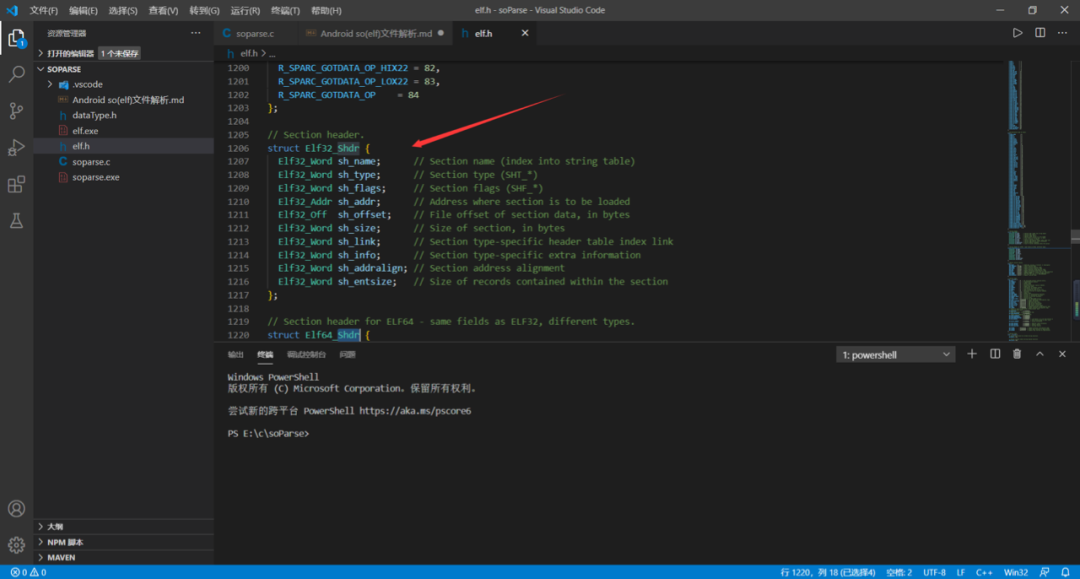 文件(F) 编辑(E) 选择(S) 查看(V) 转到(G) 运行(R) 终端(T) 帮助(H) elf.h - soParse - Visual Studio Code
资源管理器 ···
打开的编辑器 1 个未保存
SOPARSE
.vscode
Android so(elf)文件解析.md
dataType.h
elf.exe
elf.h
soparse.c
soparse.exe
大纲
NPM 脚本
MAVEN
soparse.c Android so(elf)文件解析.md elf.h
elf.h > ...
1200 R_SPARC_GOTDATA_OP_HIX22 = 82,
1201 R_SPARC_GOTDATA_OP_LOX22 = 83,
1202 R_SPARC_GOTDATA_OP = 84
1203 };
1204
1205 // Section header.
1206 struct Elf32_Shdr {
1207 Elf32_Word sh_name; // Section name (index into string table)
1208 Elf32_Word sh_type; // Section type (SHT_*)
1209 Elf32_Word sh_flags; // Section flags (SHF_*)
1210 Elf32_Addr sh_addr; // Address where section is to be loaded
1211 Elf32_Off sh_offset; // File offset of section data, in bytes
1212 Elf32_Word sh_size; // Size of section, in bytes
1213 Elf32_Word sh_link; // Section type-specific header table index link
1214 Elf32_Word sh_info; // Section type-specific extra information
1215 Elf32_Word sh_addralign; // Section address alignment
1216 Elf32_Word sh_entsize; // Size of records contained within the section
1217 };
1218
1219 // Section header for ELF64 - same fields as ELF32, different types.
1220 struct Elf64_Shdr {
输出 终端 调试控制台 问题 1: powershell
Windows PowerShell
版权所有 (C) Microsoft Corporation。保留所有权利。
尝试新的跨平台 PowerShell https://aka.ms/pscore6
PS E:\c\soParse>
0 0 行 1220，列 18 (已选择4) 空格: 2 UTF-8 LF C++ Win32